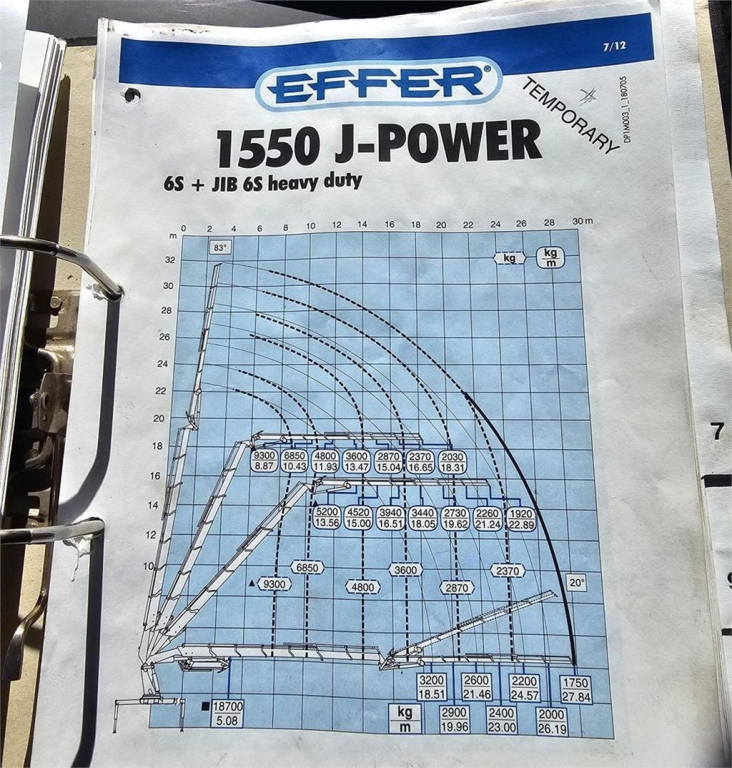 7/12
EFFER®
TEMPORARY
DP1M003_1_180705
1550 J-POWER
6S + JIB 6S heavy duty
0 2 4 6 8 10 12 14 16 18 20 22 24 26 28 30 m
m
83°
kg
kg
m
32
30
28
26
24
22
20
18
16
14
12
10
9300 6850 4800 3600 2870 2370 2030
8.87 10.43 11.93 13.47 15.04 16.65 18.31
5200 4520 3940 3440 2730 2260 1920
13.56 15.00 16.51 18.05 19.62 21.24 22.89
6850 3600 2370
9300 4800 2870
20°
3200 2600 2200 1750
18.51 21.46 24.57 27.84
18700
5.08
kg
m
2900 2400 2000
19.96 23.00 26.19
7